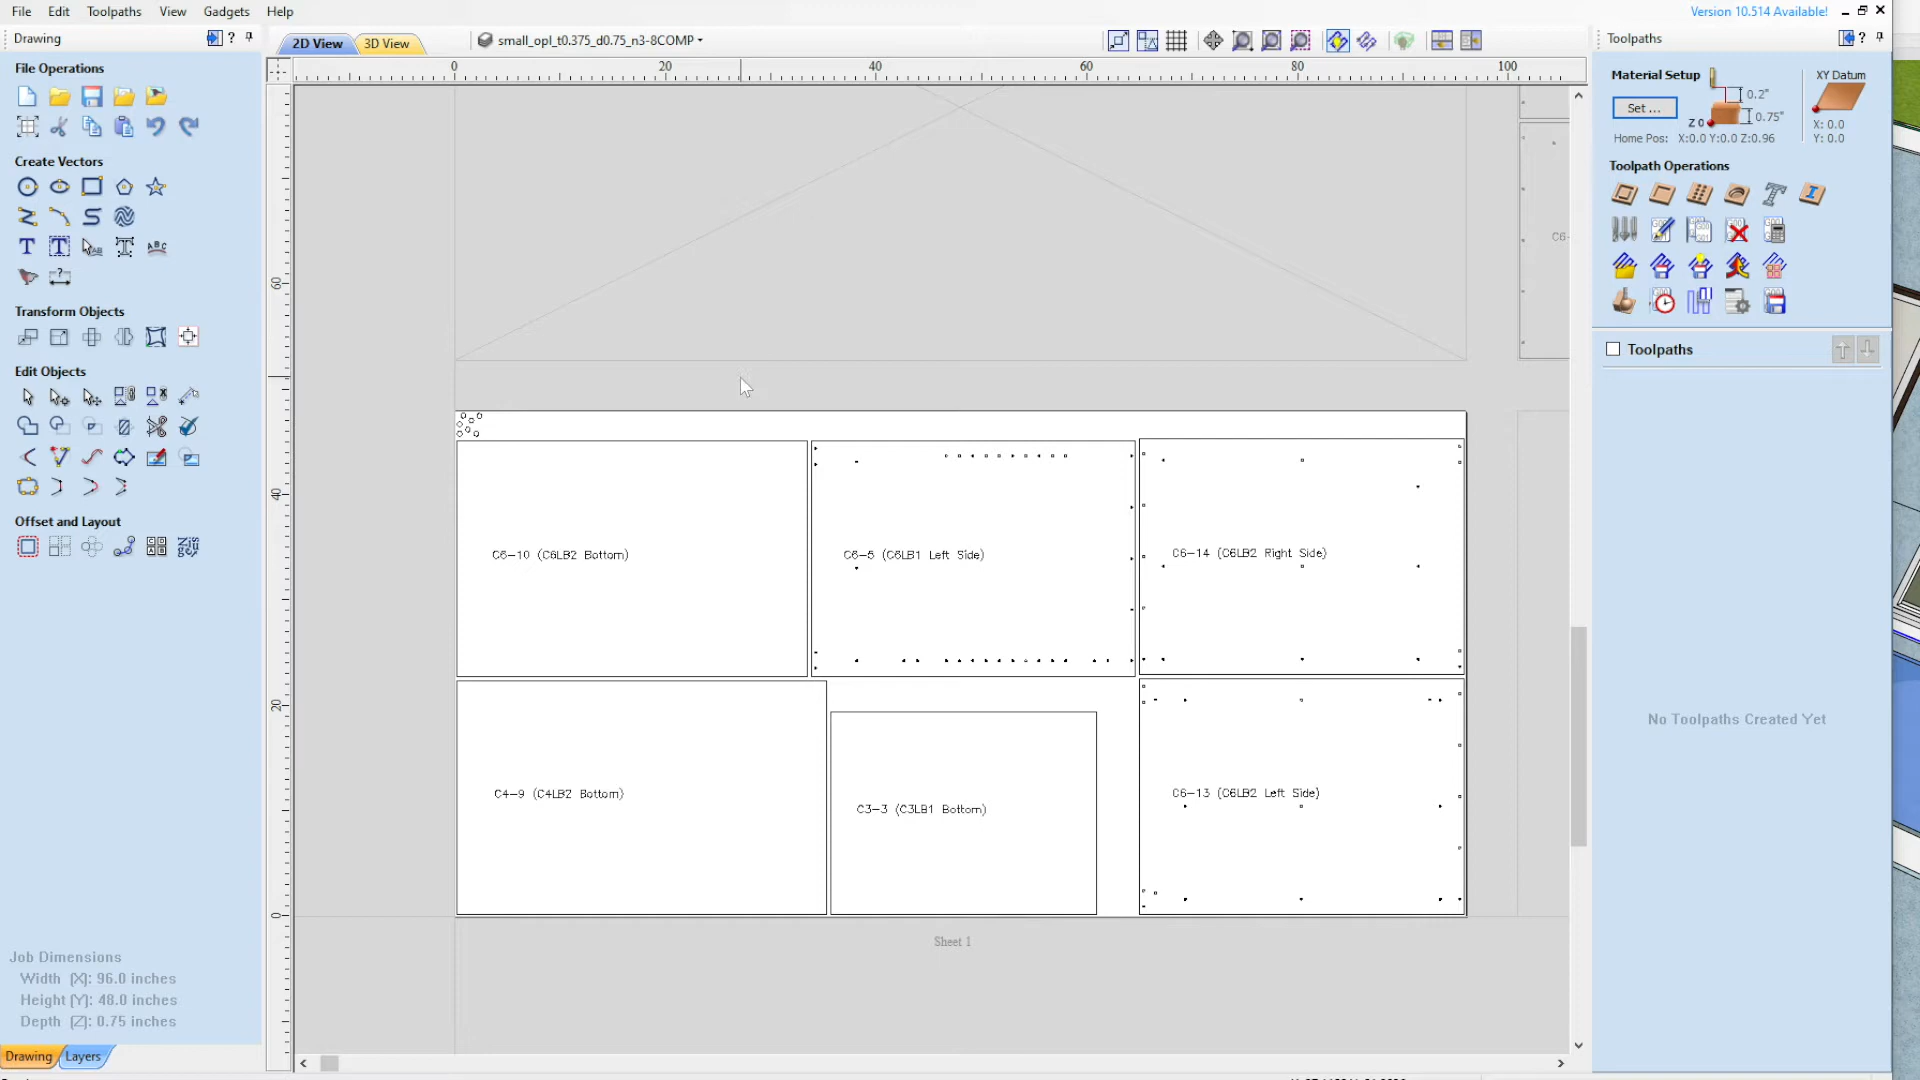 File Edit Toolpaths View Gadgets Help
Version 10.514 Available!
Drawing
2D View 3D View
small_opl_t0.375_d0.75_n3-8COMP
Toolpaths
File Operations
Create Vectors
Transform Objects
Edit Objects
Offset and Layout
Job Dimensions
Width (X): 96.0 inches
Height (Y): 48.0 inches
Depth (Z): 0.75 inches
Drawing Layers
0 20 40 60 80 100
60
40
20
0
C6-
C6-10 (C6LB2 Bottom)
C6-5 (C6LB1 Left Side)
C6-14 (C6LB2 Right Side)
C4-9 (C4LB2 Bottom)
C3-3 (C3LB1 Bottom)
C6-13 (C6LB2 Left Side)
Sheet 1
Material Setup
Set ...
0.2"
Z 0
0.75"
XY Datum
X: 0.0
Y: 0.0
Home Pos: X:0.0 Y:0.0 Z:0.96
Toolpath Operations
Toolpaths
No Toolpaths Created Yet